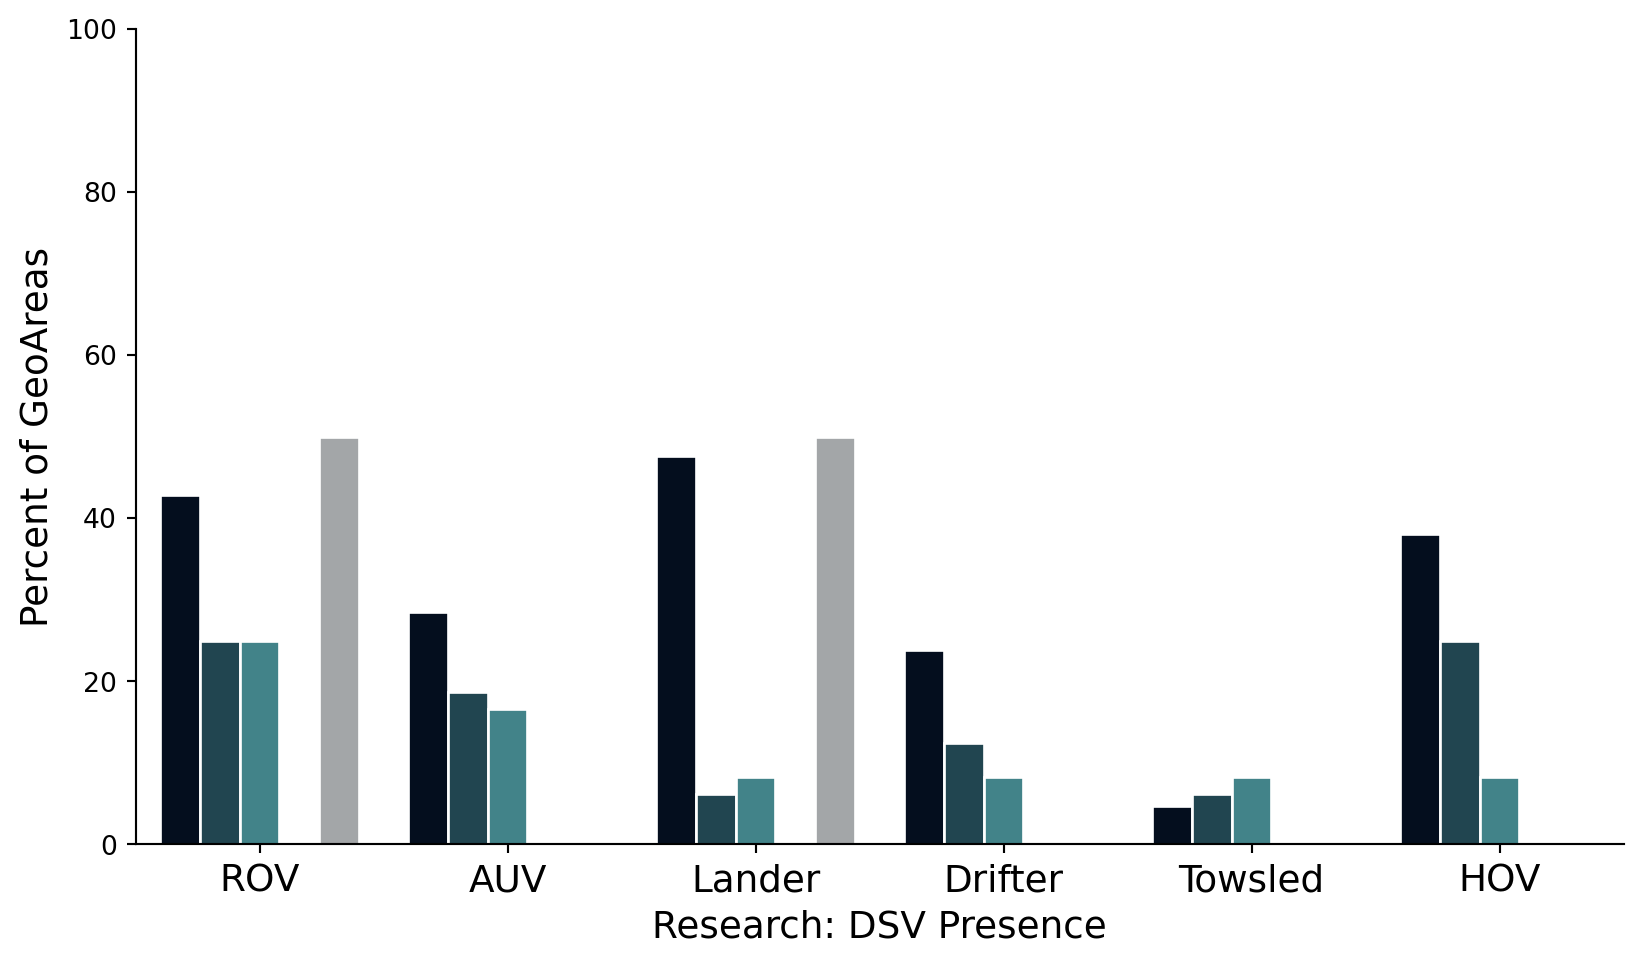 100
80
60
40
20
0
Percent of GeoAreas
ROV AUV Lander Drifter Towsled HOV
Research: DSV Presence